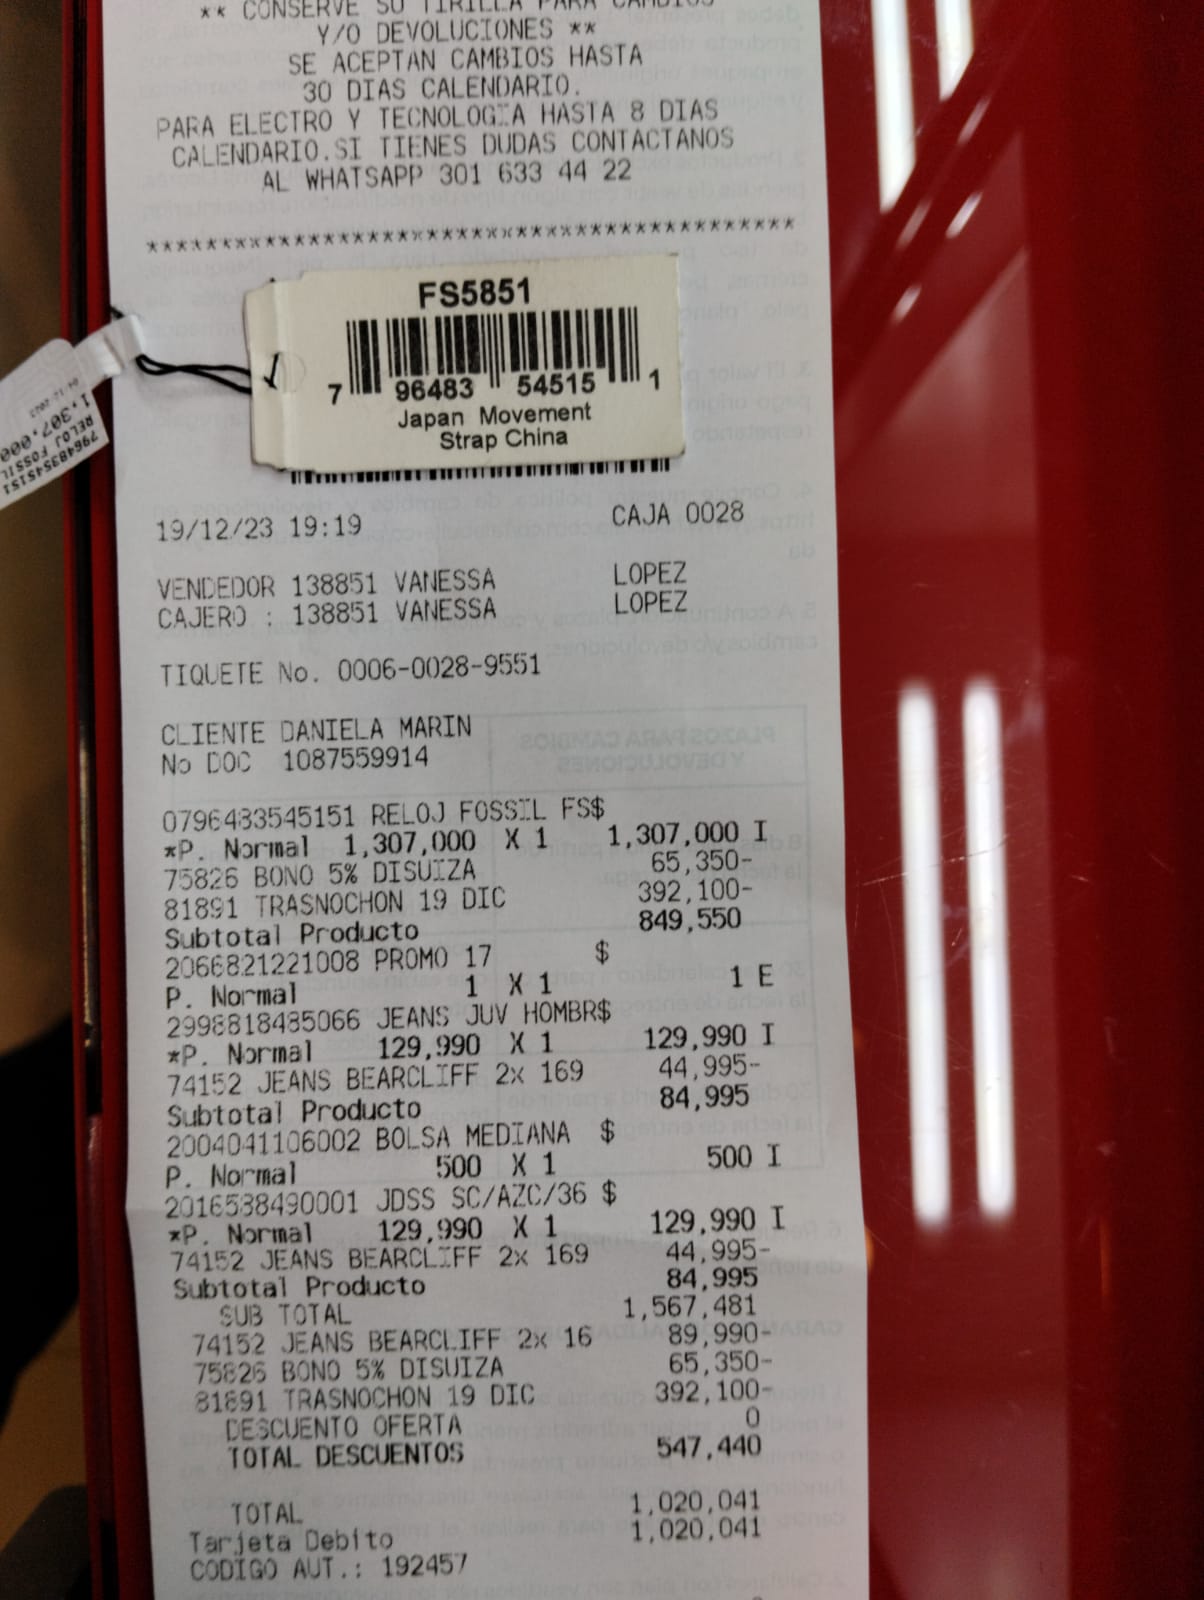 ** CONSERVE SU TIRILLA PARA CAMBIOS
Y/O DEVOLUCIONES **
SE ACEPTAN CAMBIOS HASTA
30 DIAS CALENDARIO.
PARA ELECTRO Y TECNOLOGIA HASTA 8 DIAS
CALENDARIO.SI TIENES DUDAS CONTACTANOS
AL WHATSAPP 301 633 44 22
FS5851
7 96483 54515 1
Japan Movement
Strap China
1,307,000
RELOJ FOSSIL
796483545151
19/12/23 19:19 CAJA 0028
VENDEDOR 138851 VANESSA LOPEZ
CAJERO : 138851 VANESSA LOPEZ
TIQUETE No. 0006-0028-9551
CLIENTE DANIELA MARIN
No DOC 1087559914
0796483545151 RELOJ FOSSIL FS$
*P. Normal 1,307,000 X 1 1,307,000 I
75826 BONO 5% DISUIZA 65,350-
81891 TRASNOCHON 19 DIC 392,100-
Subtotal Producto 849,550
2066821221008 PROMO 17 $
P. Normal 1 X 1 1 E
2998818485066 JEANS JUV HOMBR$
*P. Normal 129,990 X 1 129,990 I
74152 JEANS BEARCLIFF 2x 169 44,995-
Subtotal Producto 84,995
2004041106002 BOLSA MEDIANA $
P. Normal 500 X 1 500 I
2016538490001 JDSS SC/AZC/36 $
*P. Normal 129,990 X 1 129,990 I
74152 JEANS BEARCLIFF 2x 169 44,995-
Subtotal Producto 84,995
SUB TOTAL 1,567,481
74152 JEANS BEARCLIFF 2x 16 89,990-
75826 BONO 5% DISUIZA 65,350-
81891 TRASNOCHON 19 DIC 392,100-
DESCUENTO OFERTA 0
TOTAL DESCUENTOS 547,440
TOTAL 1,020,041
Tarjeta Debito 1,020,041
CODIGO AUT.: 192457